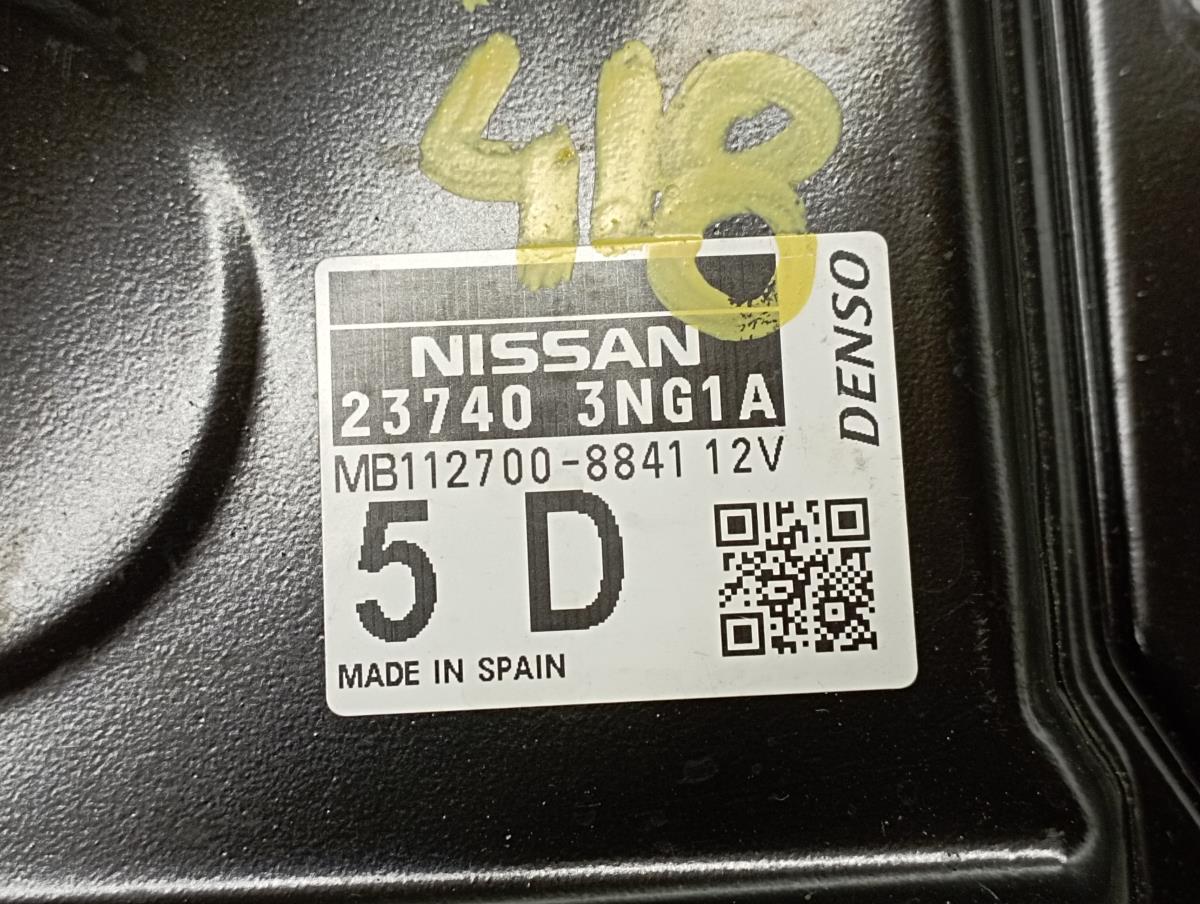 418
NISSAN
23740 3NG1A
MB112700-8841 12V
5 D
MADE IN SPAIN
DENSO